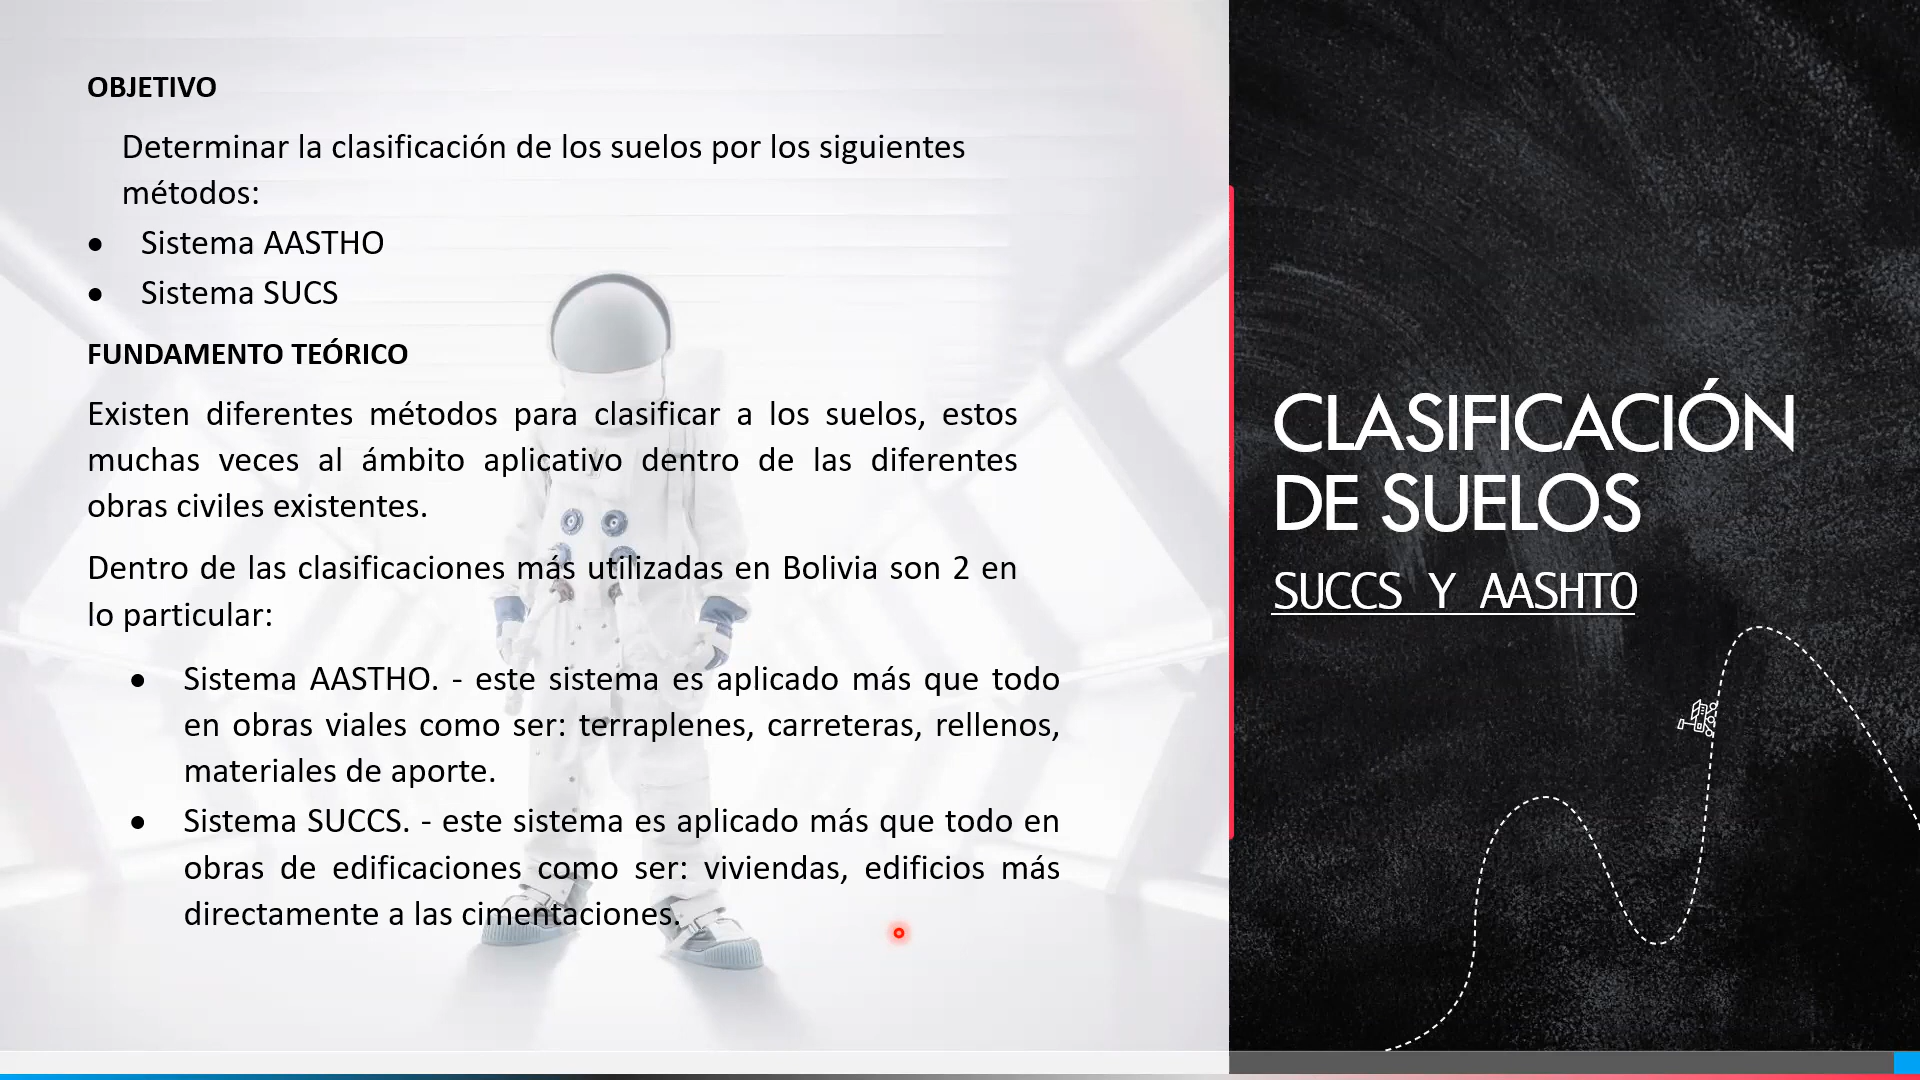 OBJETIVO
Determinar la clasificación de los suelos por los siguientes
métodos:
• Sistema AASTHO
• Sistema SUCS
FUNDAMENTO TEÓRICO
Existen diferentes métodos para clasificar a los suelos, estos
muchas veces al ámbito aplicativo dentro de las diferentes
obras civiles existentes.
Dentro de las clasificaciones más utilizadas en Bolivia son 2 en
lo particular:
• Sistema AASTHO. - este sistema es aplicado más que todo
en obras viales como ser: terraplenes, carreteras, rellenos,
materiales de aporte.
• Sistema SUCCS. - este sistema es aplicado más que todo en
obras de edificaciones como ser: viviendas, edificios más
directamente a las cimentaciones.
CLASIFICACIÓN
DE SUELOS
SUCCS Y AASHTO